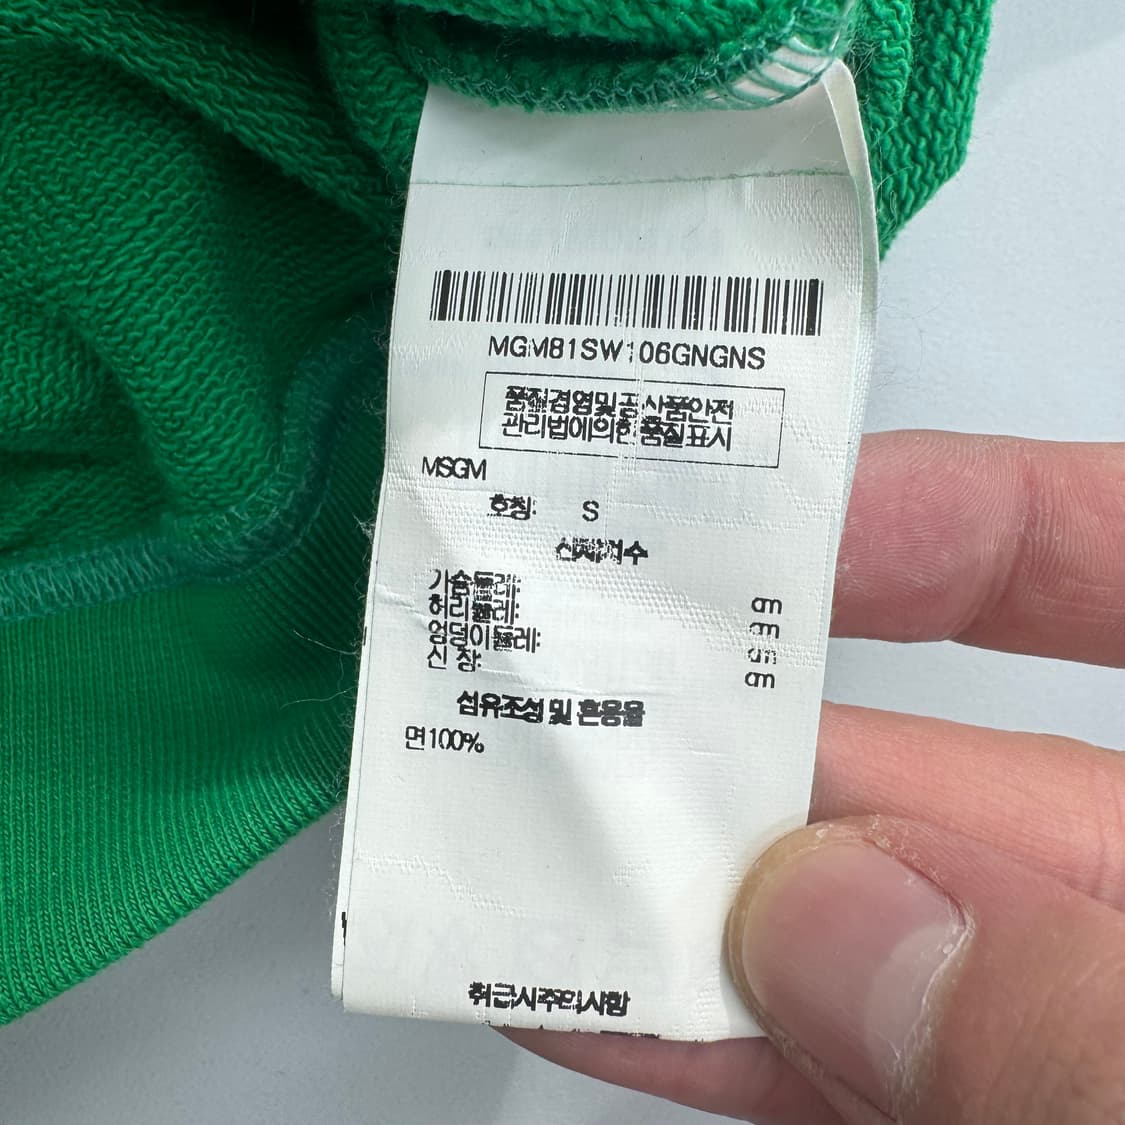 MGM81SW106GNGNS
품질경영및공산품안전
관리법에의한품질표시
MSGM
호칭: S
신체치수
가슴둘레: cm
허리둘레: cm
엉덩이둘레: cm
신 장: cm
섬유조성 및 혼용율
면100%
취급시주의사항